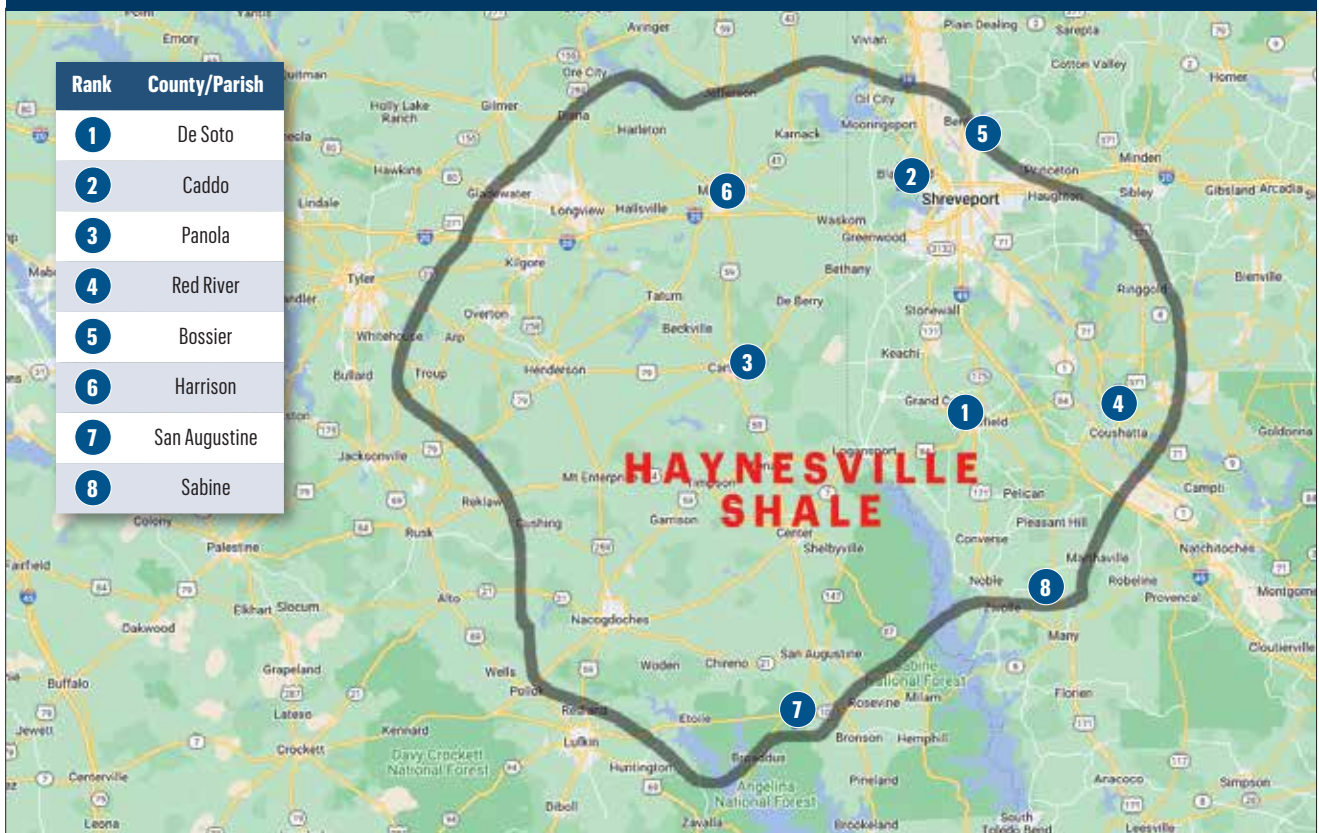 Rank County/Parish
1 De Soto
2 Caddo
3 Panola
4 Red River
5 Bossier
6 Harrison
7 San Augustine
8 Sabine
HAYNESVILLE
SHALE
Emory
Avinger
Vivian
Plain Dealing
Sarepta
Ore City
Cotton Valley
Homer
Holly Lake
Ranch
Gilmer
Diana
Jefferson
Oil City
Harleton
Karnack
Mooringsport
Minden
Hawkins
Princeton
Gladewater
Lindale
Longview
Hallsville
Shreveport
Haughton
Sibley
Gibsland
Arcadia
Waskom
Greenwood
Kilgore
Bethany
Tyler
Bienville
Ringgold
Tatum
De Berry
Overton
Stonewall
Beckville
Whitehouse
Arp
Keachi
Bullard
Troup
Henderson
Coushatta
Goldonna
Jacksonville
Logansport
Mt Enterprise
Timpson
Reklaw
Pelican
Campti
Cushing
Garrison
Center
Pleasant Hill
Colony
Rusk
Shelbyville
Converse
Marthaville
Natchitoches
Palestine
Fairfield
Noble
Robeline
Provencal
Elkhart
Slocum
Alto
Zwolle
Oakwood
Nacogdoches
Many
Cloutierville
Grapeland
Wells
Woden
Chireno
San Augustine
Sabine
National Forest
Buffalo
Pollok
Milam
Florien
Latexo
Redland
Etoile
Rosevine
Jewett
Kennard
Crockett
Lufkin
Bronson
Hemphill
Davy Crockett
National Forest
Broaddus
Huntington
Centerville
Angelina
National Forest
Pineland
Anacoco
Simpson
Diboll
Leona
Zavalla
Brookeland
South
Toledo Bend
Leesville